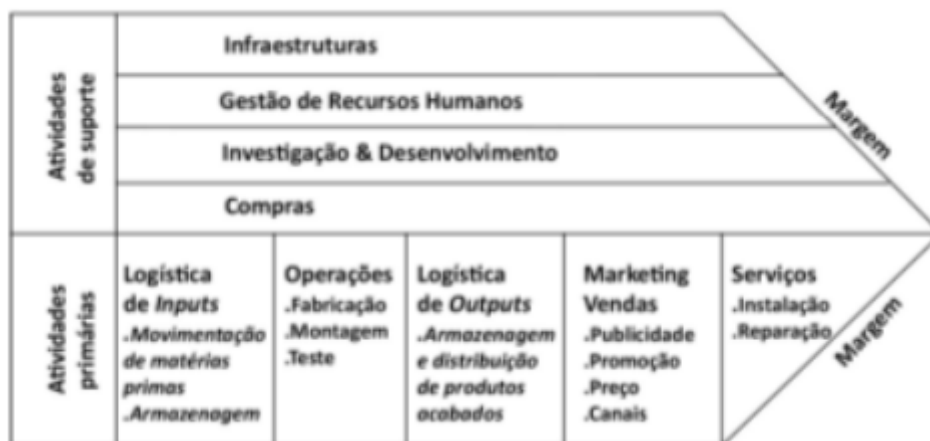 Atividades
de suporte
Infraestruturas
Gestão de Recursos Humanos
Investigação & Desenvolvimento
Compras
Margem
Atividades
primárias
Logística
de Inputs
.Movimentação
de matérias
primas
.Armazenagem
Operações
.Fabricação
.Montagem
.Teste
Logística
de Outputs
.Armazenagem
e distribuição
de produtos
acabados
Marketing
Vendas
.Publicidade
.Promoção
.Preço
.Canais
Serviços
.Instalação
.Reparação
Margem